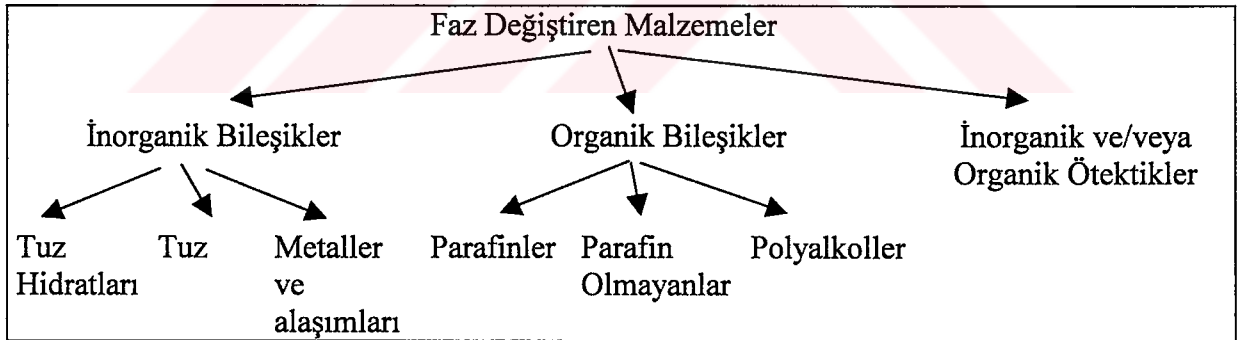 Faz Değiştiren Malzemeler
İnorganik Bileşikler
Organik Bileşikler
İnorganik ve/veya
Organik Ötektikler
Tuz
Hidratları
Tuz
Metaller
ve
alaşımları
Parafinler
Parafin
Olmayanlar
Polyalkoller